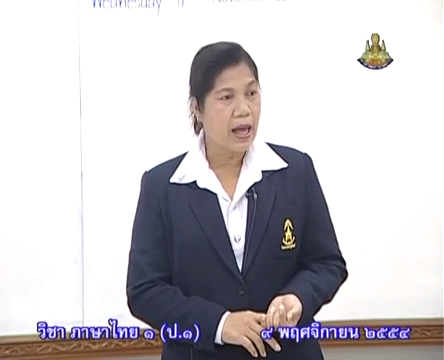 Wednesday 9
วิชา ภาษาไทย ๑ (ป.๑)
๙ พฤศจิกายน ๒๕๕๔